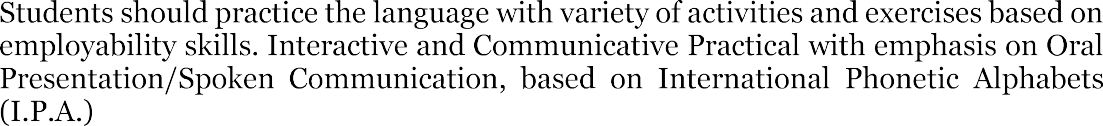 Students should practice the language with variety of activities and exercises based on
employability skills. Interactive and Communicative Practical with emphasis on Oral
Presentation/Spoken Communication, based on International Phonetic Alphabets
(I.P.A.)